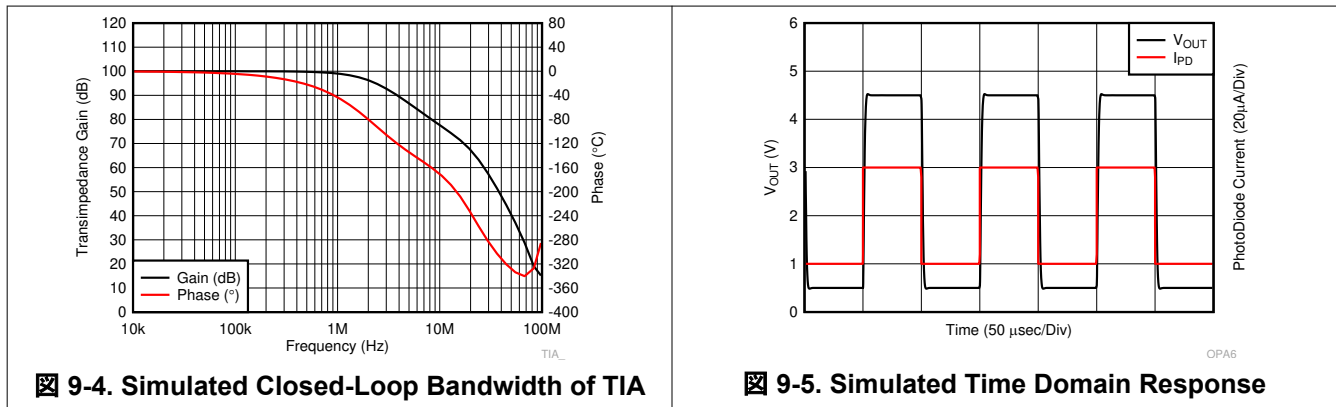 120
110
100
90
80
70
60
50
40
30
20
10
0
Transimpedance Gain (dB)
80
40
0
-40
-80
-120
-160
-200
-240
-280
-320
-360
-400
Phase (°C)
Gain (dB)
Phase (°)
10k 100k 1M 10M 100M
Frequency (Hz)
TIA_
図 9-4. Simulated Closed-Loop Bandwidth of TIA
6
5
4
3
2
1
0
VOUT (V)
VOUT
IPD
PhotoDiode Current (20μA/Div)
Time (50 μsec/Div)
OPA6
図 9-5. Simulated Time Domain Response